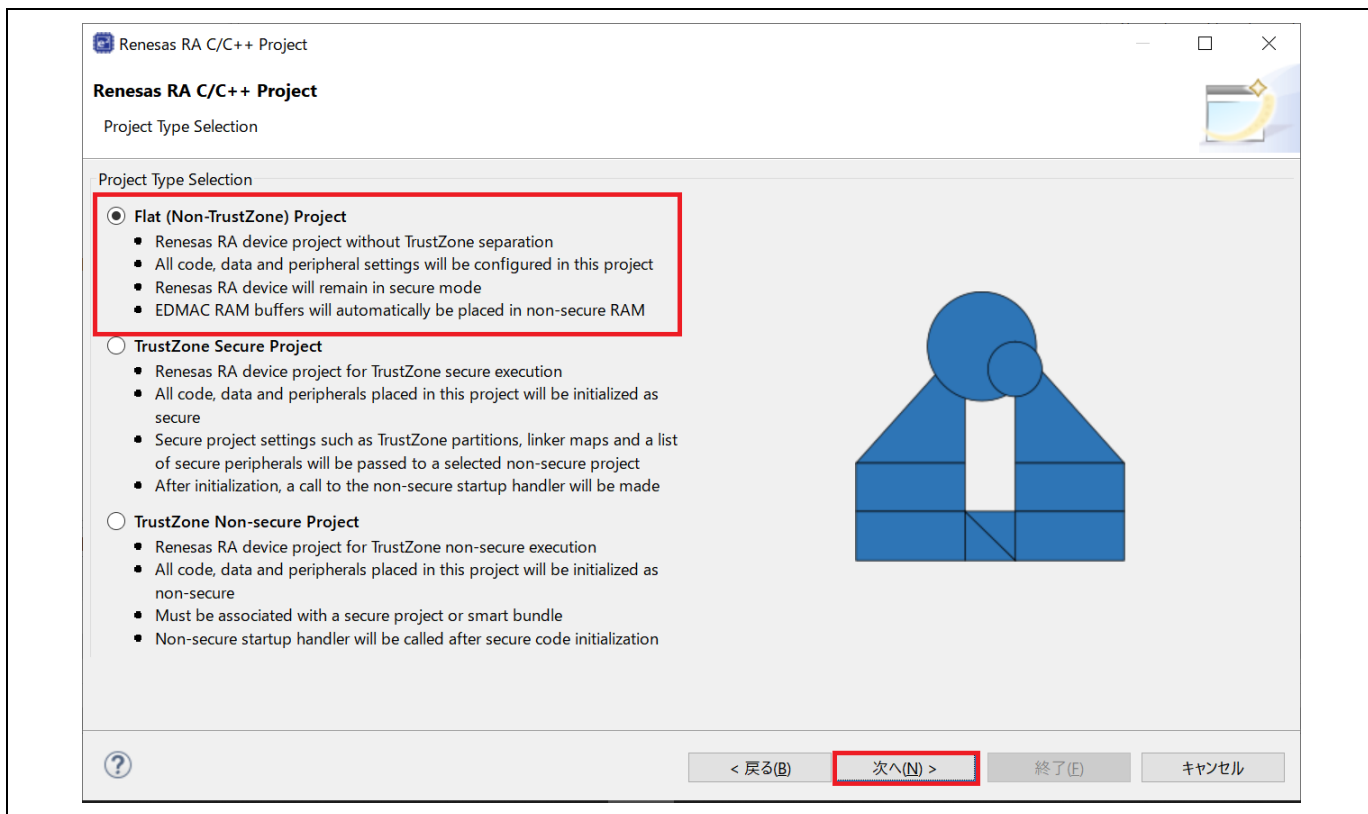 Renesas RA C/C++ Project
Renesas RA C/C++ Project
Project Type Selection
Project Type Selection
Flat (Non-TrustZone) Project
Renesas RA device project without TrustZone separation
All code, data and peripheral settings will be configured in this project
Renesas RA device will remain in secure mode
EDMAC RAM buffers will automatically be placed in non-secure RAM
TrustZone Secure Project
Renesas RA device project for TrustZone secure execution
All code, data and peripherals placed in this project will be initialized as
secure
Secure project settings such as TrustZone partitions, linker maps and a list
of secure peripherals will be passed to a selected non-secure project
After initialization, a call to the non-secure startup handler will be made
TrustZone Non-secure Project
Renesas RA device project for TrustZone non-secure execution
All code, data and peripherals placed in this project will be initialized as
non-secure
Must be associated with a secure project or smart bundle
Non-secure startup handler will be called after secure code initialization
? < 戻る(B) 次へ(N) > 終了(F) キャンセル